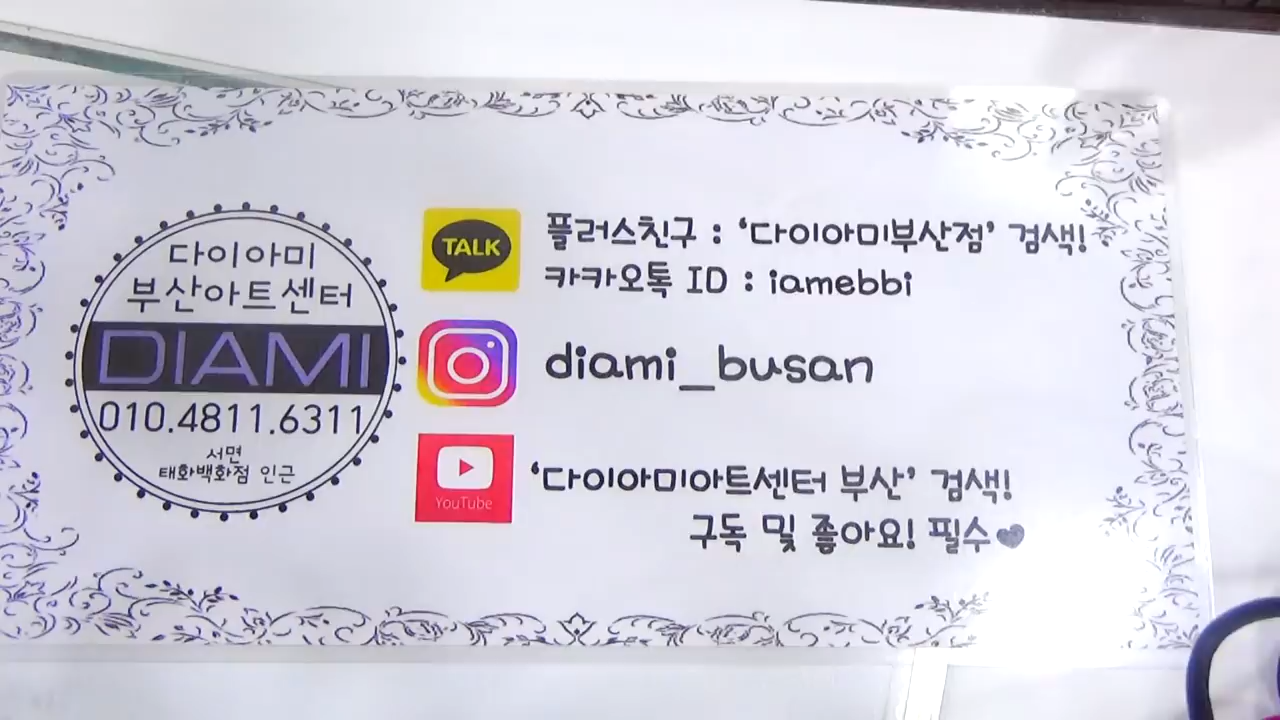 다이아미
부산아트센터
DIAMI
010.4811.6311
서면
태화백화점 인근
TALK
플러스친구 : ‘다이아미부산점’ 검색!
카카오톡 ID : iamebbi
diami_busan
YouTube
‘다이아미아트센터 부산’ 검색!
구독 및 좋아요! 필수♥